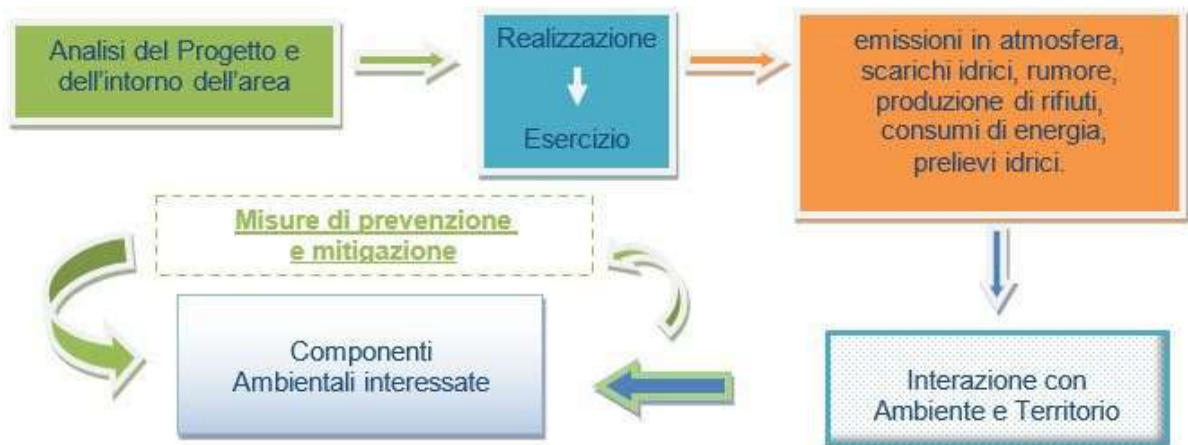 Analisi del Progetto e
dell'intorno dell'area
Realizzazione
Esercizio
emissioni in atmosfera,
scarichi idrici, rumore,
produzione di rifiuti,
consumi di energia,
prelievi idrici.
Misure di prevenzione
e mitigazione
Componenti
Ambientali interessate
Interazione con
Ambiente e Territorio